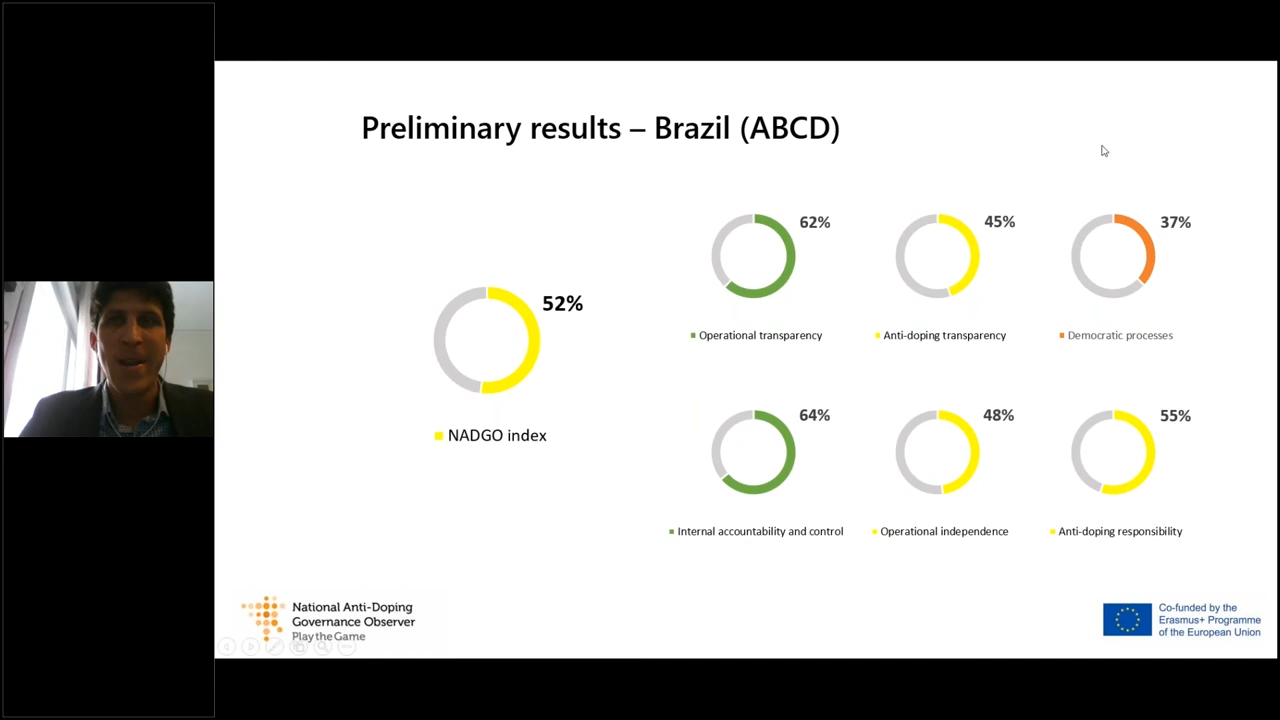 Preliminary results – Brazil (ABCD)
52%
NADGO index
62%
Operational transparency
45%
Anti-doping transparency
37%
Democratic processes
64%
Internal accountability and control
48%
Operational independence
55%
Anti-doping responsibility
National Anti-Doping
Governance Observer
Play the Game
Co-funded by the
Erasmus+ Programme
of the European Union